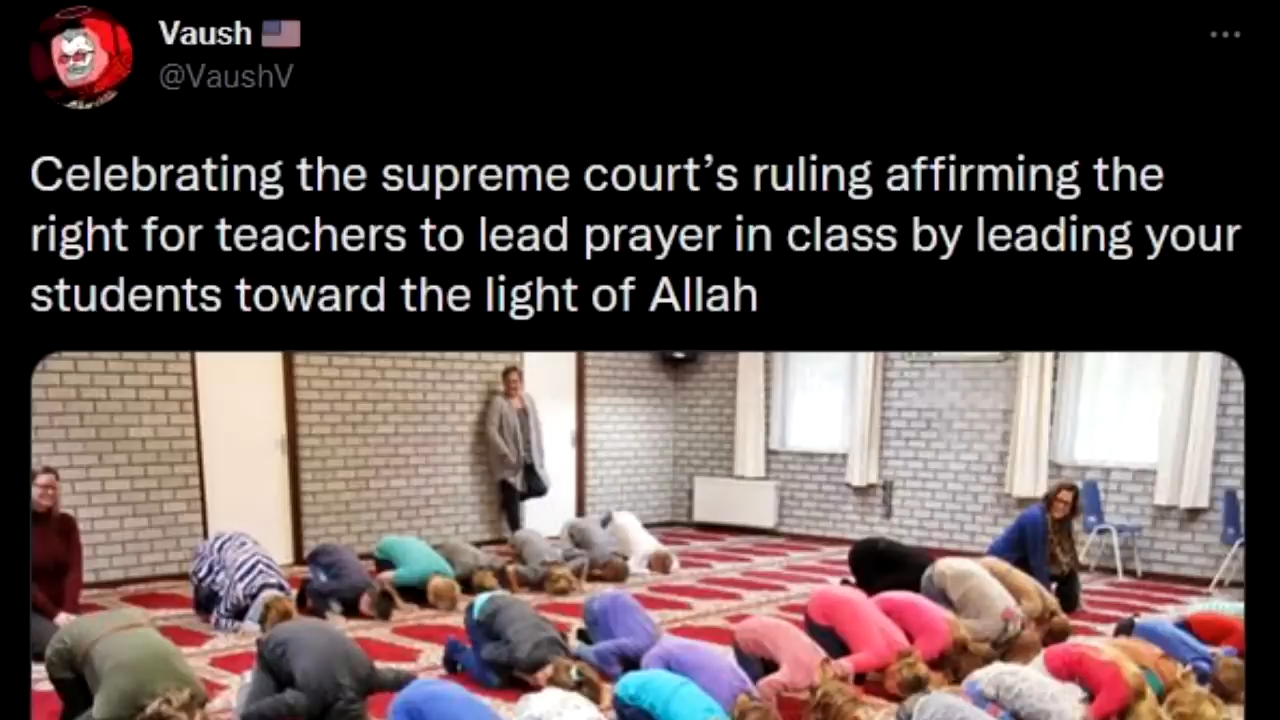 Vaush 🇺🇸
@VaushV
Celebrating the supreme court’s ruling affirming the
right for teachers to lead prayer in class by leading your
students toward the light of Allah